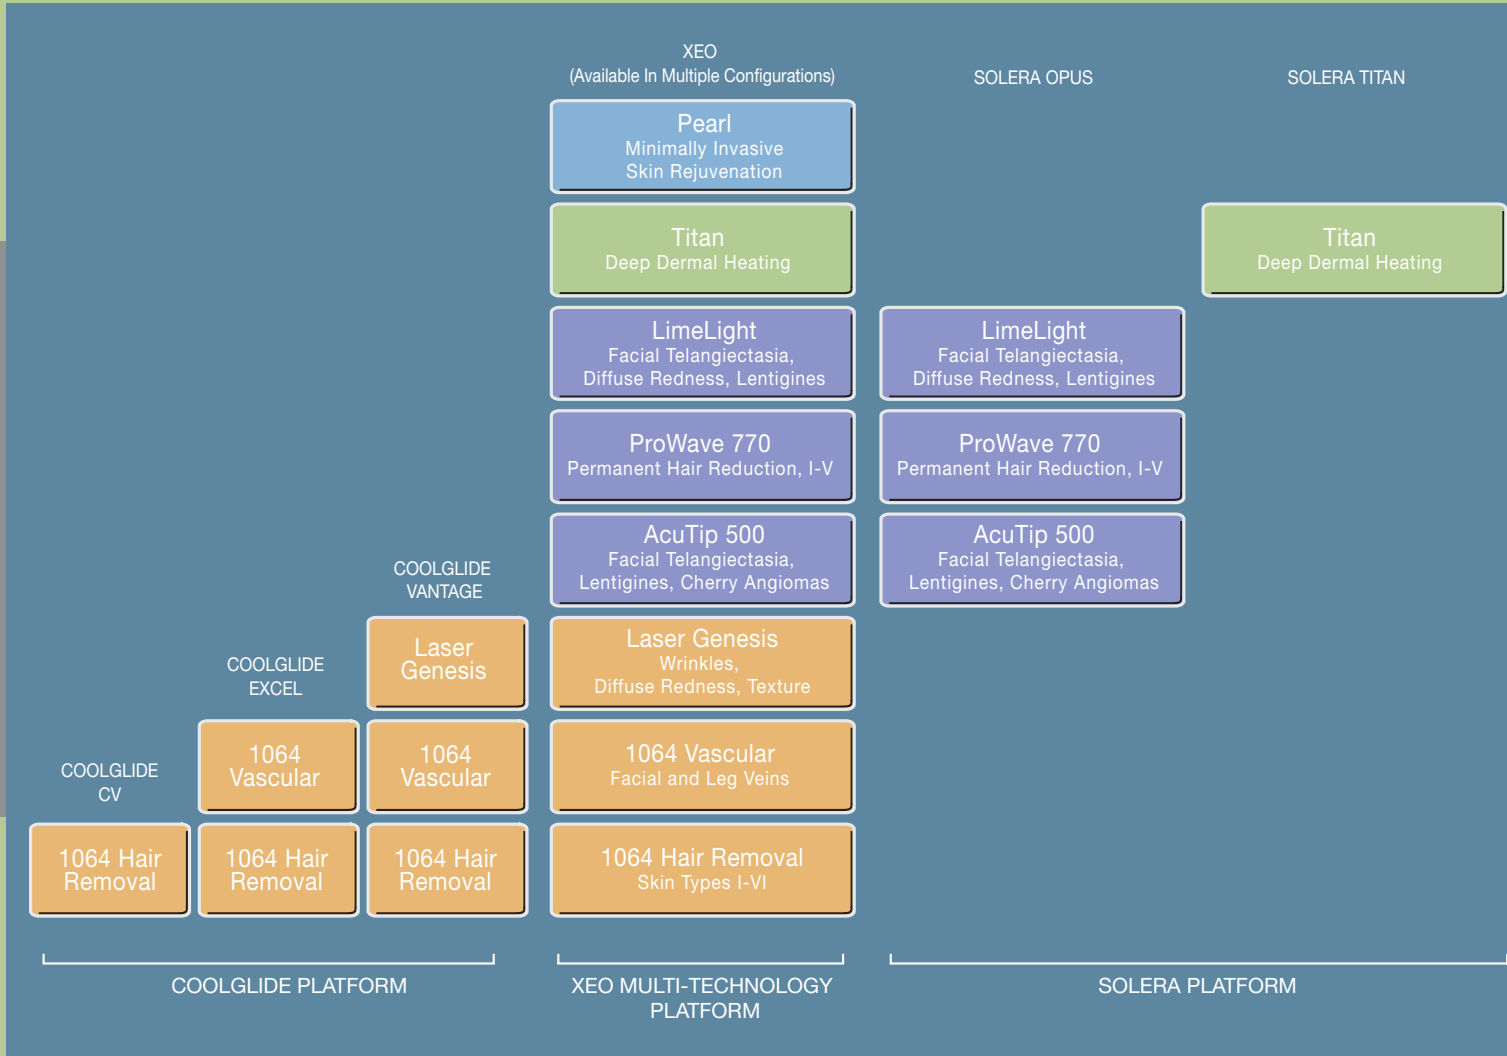 XEO
(Available In Multiple Configurations)
SOLERA OPUS
SOLERA TITAN
Pearl
Minimally Invasive
Skin Rejuvenation
Titan
Deep Dermal Heating
Titan
Deep Dermal Heating
LimeLight
Facial Telangiectasia,
Diffuse Redness, Lentigines
LimeLight
Facial Telangiectasia,
Diffuse Redness, Lentigines
ProWave 770
Permanent Hair Reduction, I-V
ProWave 770
Permanent Hair Reduction, I-V
AcuTip 500
Facial Telangiectasia,
Lentigines, Cherry Angiomas
AcuTip 500
Facial Telangiectasia,
Lentigines, Cherry Angiomas
COOLGLIDE
VANTAGE
Laser
Genesis
Laser Genesis
Wrinkles,
Diffuse Redness, Texture
COOLGLIDE
EXCEL
1064
Vascular
1064
Vascular
1064 Vascular
Facial and Leg Veins
COOLGLIDE
CV
1064 Hair
Removal
1064 Hair
Removal
1064 Hair
Removal
1064 Hair Removal
Skin Types I-VI
COOLGLIDE PLATFORM
XEO MULTI-TECHNOLOGY
PLATFORM
SOLERA PLATFORM